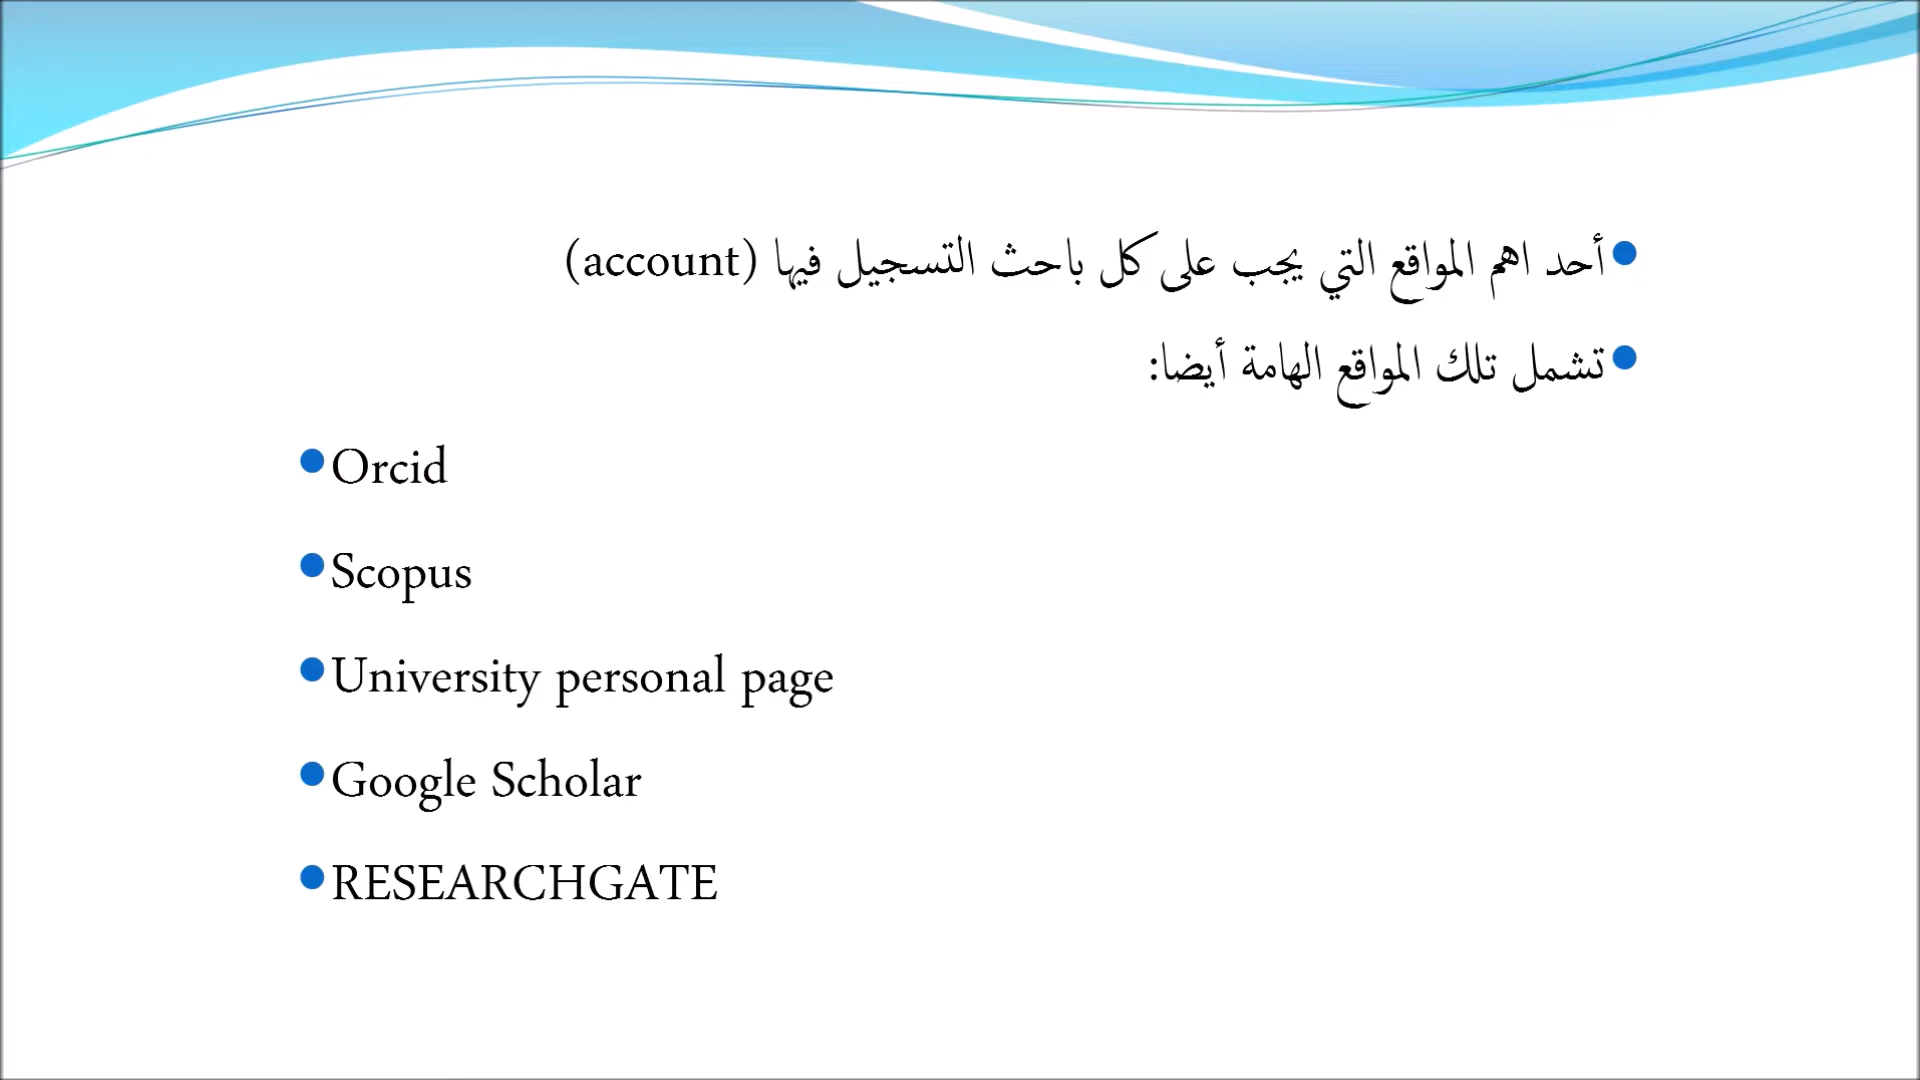 أحد اهم المواقع التي يجب على كل باحث التسجيل فيها (account)
تشمل تلك المواقع الهامة أيضا:
Orcid
Scopus
University personal page
Google Scholar
RESEARCHGATE